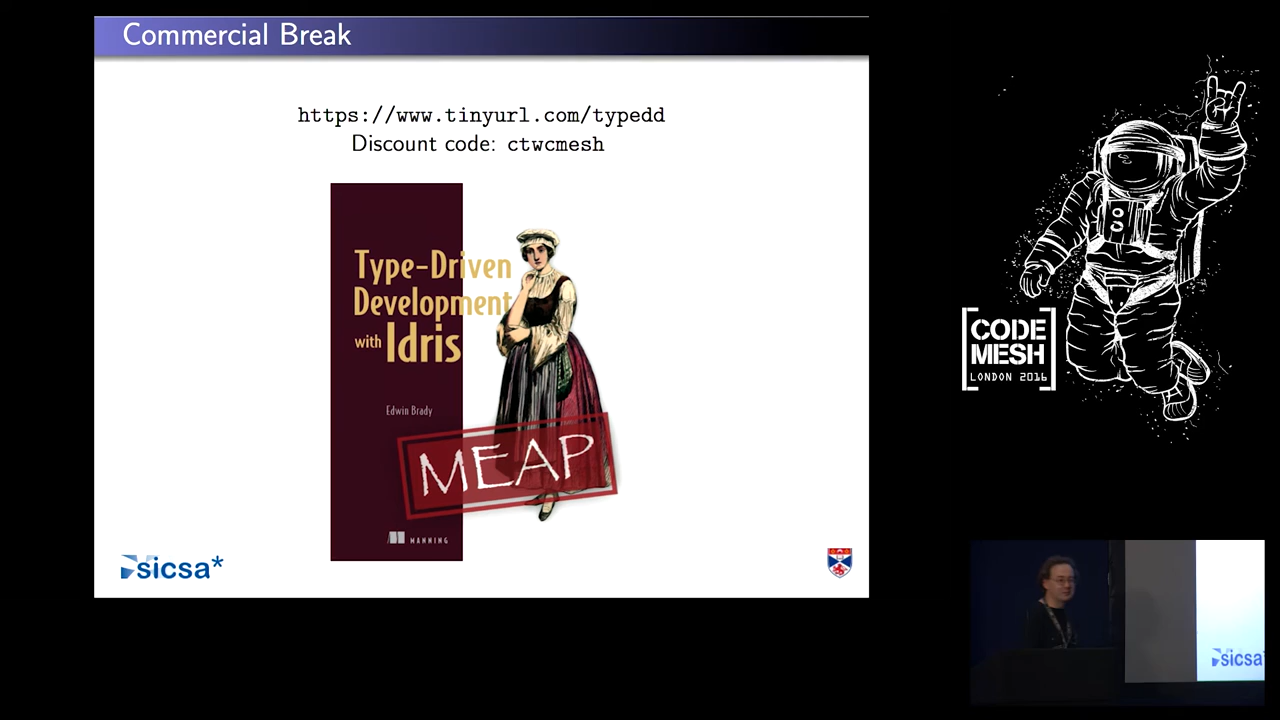 Commercial Break
https://www.tinyurl.com/typedd
Discount code: ctwcmesh
Type-Driven
Development
with Idris
Edwin Brady
MEAP
MANNING
sicsa*
CODE
MESH
LONDON 2016
sicsa